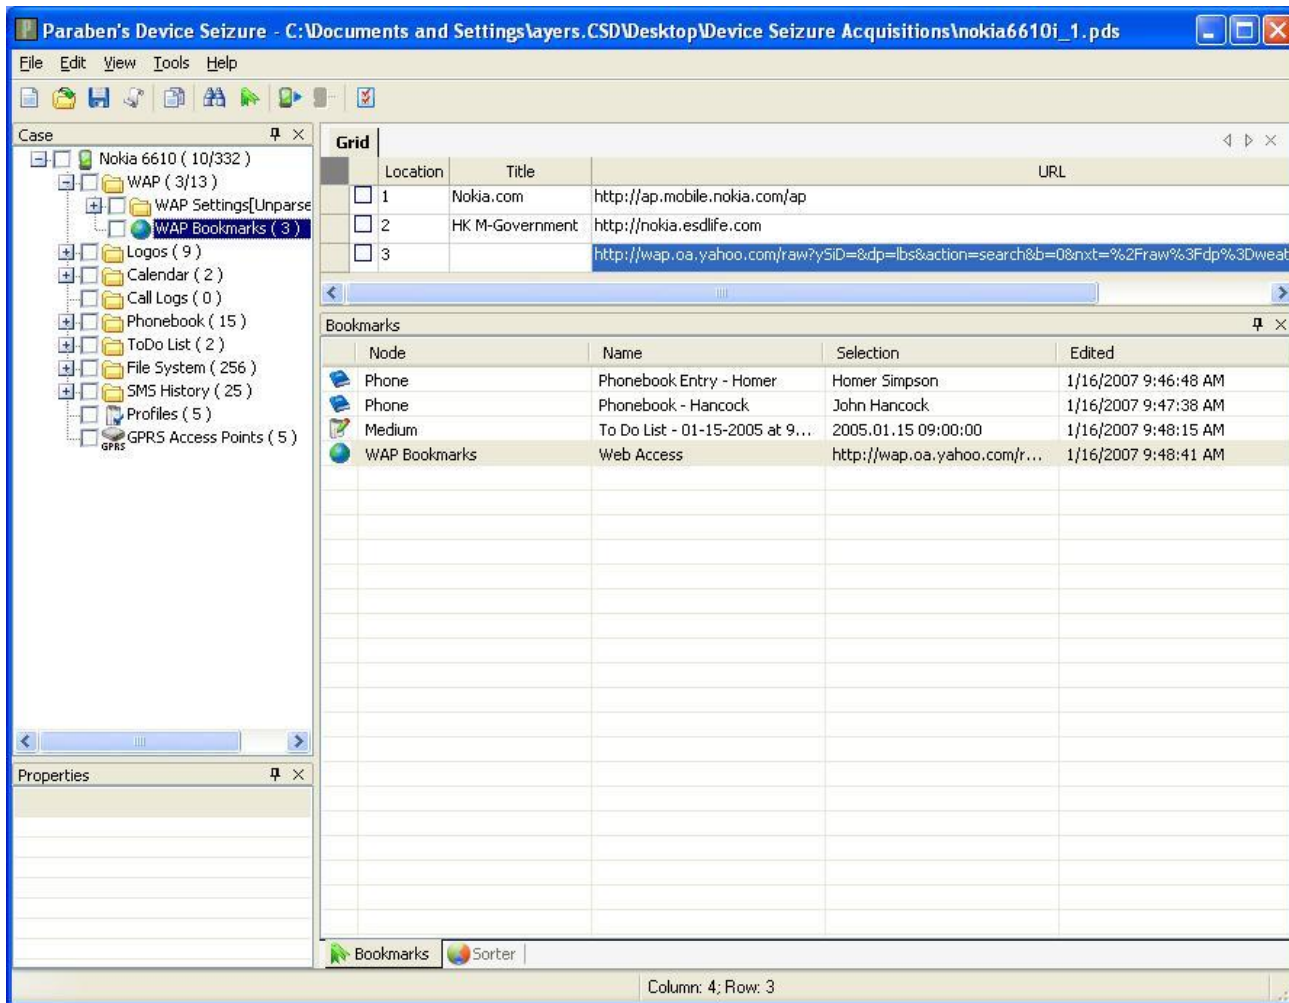 Paraben's Device Seizure - C:\Documents and Settings\ayers.CSD\Desktop\Device Seizure Acquisitions\nokia6610i_1.pds
File Edit View Tools Help
Case
Nokia 6610 ( 10/332 )
WAP ( 3/13 )
WAP Settings[Unparse
WAP Bookmarks ( 3 )
Logos ( 9 )
Calendar ( 2 )
Call Logs ( 0 )
Phonebook ( 15 )
ToDo List ( 2 )
File System ( 256 )
SMS History ( 25 )
Profiles ( 5 )
GPRS GPRS Access Points ( 5 )
Properties
Grid
Location Title URL
1 Nokia.com http://ap.mobile.nokia.com/ap
2 HK M-Government http://nokia.esdlife.com
3 http://wap.oa.yahoo.com/raw?ySiD=&dp=lbs&action=search&b=0&nxt=%2Fraw%3Fdp%3Dweat
Bookmarks
Node Name Selection Edited
Phone Phonebook Entry - Homer Homer Simpson 1/16/2007 9:46:48 AM
Phone Phonebook - Hancock John Hancock 1/16/2007 9:47:38 AM
Medium To Do List - 01-15-2005 at 9... 2005.01.15 09:00:00 1/16/2007 9:48:15 AM
WAP Bookmarks Web Access http://wap.oa.yahoo.com/r... 1/16/2007 9:48:41 AM
Bookmarks Sorter
Column: 4; Row: 3